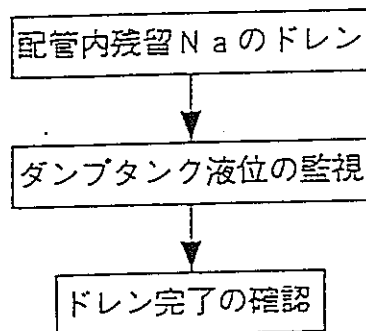 配管内残留Naのドレン
ダンプタンク液位の監視
ドレン完了の確認